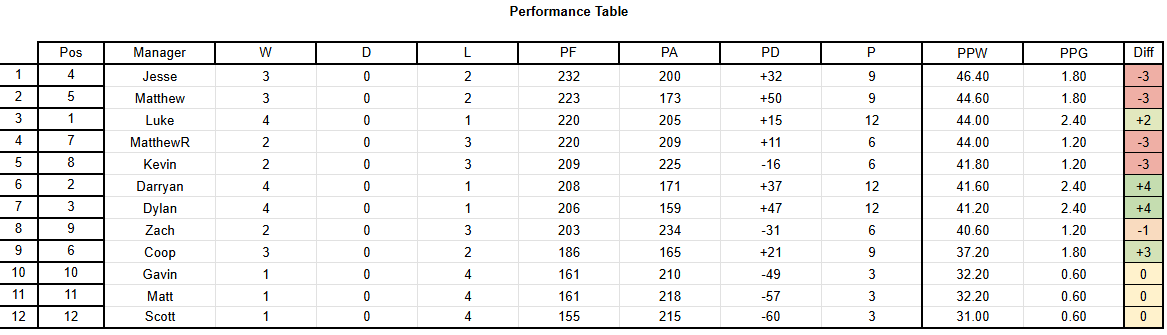 Performance Table
Pos Manager W D L PF PA PD P PPW PPG Diff
1 4 Jesse 3 0 2 232 200 +32 9 46.40 1.80 -3
2 5 Matthew 3 0 2 223 173 +50 9 44.60 1.80 -3
3 1 Luke 4 0 1 220 205 +15 12 44.00 2.40 +2
4 7 MatthewR 2 0 3 220 209 +11 6 44.00 1.20 -3
5 8 Kevin 2 0 3 209 225 -16 6 41.80 1.20 -3
6 2 Darryan 4 0 1 208 171 +37 12 41.60 2.40 +4
7 3 Dylan 4 0 1 206 159 +47 12 41.20 2.40 +4
8 9 Zach 2 0 3 203 234 -31 6 40.60 1.20 -1
9 6 Coop 3 0 2 186 165 +21 9 37.20 1.80 +3
10 10 Gavin 1 0 4 161 210 -49 3 32.20 0.60 0
11 11 Matt 1 0 4 161 218 -57 3 32.20 0.60 0
12 12 Scott 1 0 4 155 215 -60 3 31.00 0.60 0